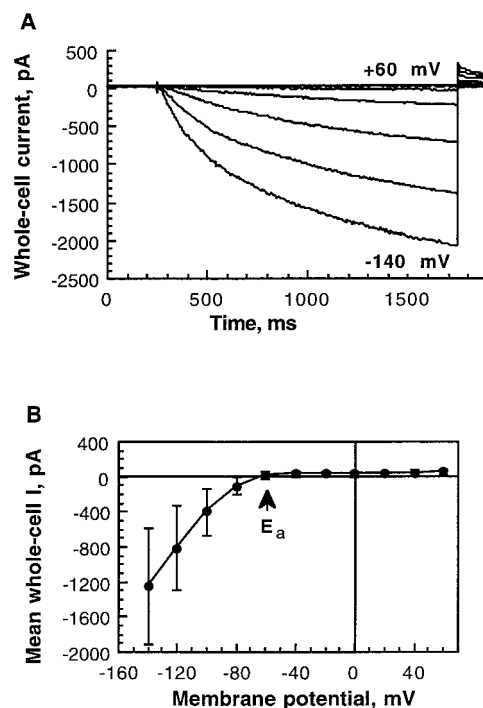 A
Whole-cell current, pA
500
0
-500
-1000
-1500
-2000
-2500
+60 mV
-140 mV
0 500 1000 1500
Time, ms
B
Mean whole-cell I, pA
400
0
-400
-800
-1200
-1600
-2000
Ea
-160 -120 -80 -40 0 40
Membrane potential, mV